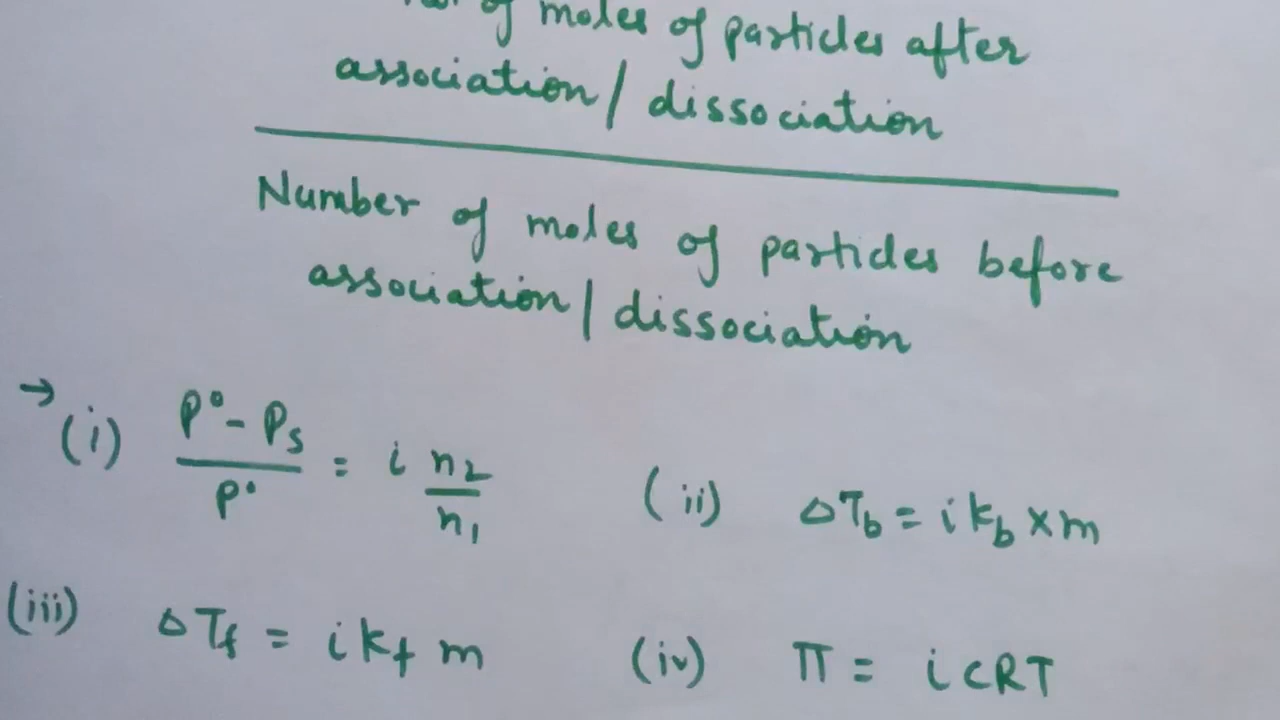 of moles of particles after
association/dissociation
Number of moles of particles before
association/dissociation
→ (i) P° - Ps / P° = i n2 / n1 (ii) ΔTb = i kb × m
(iii) ΔTf = i kf m (iv) π = i CRT